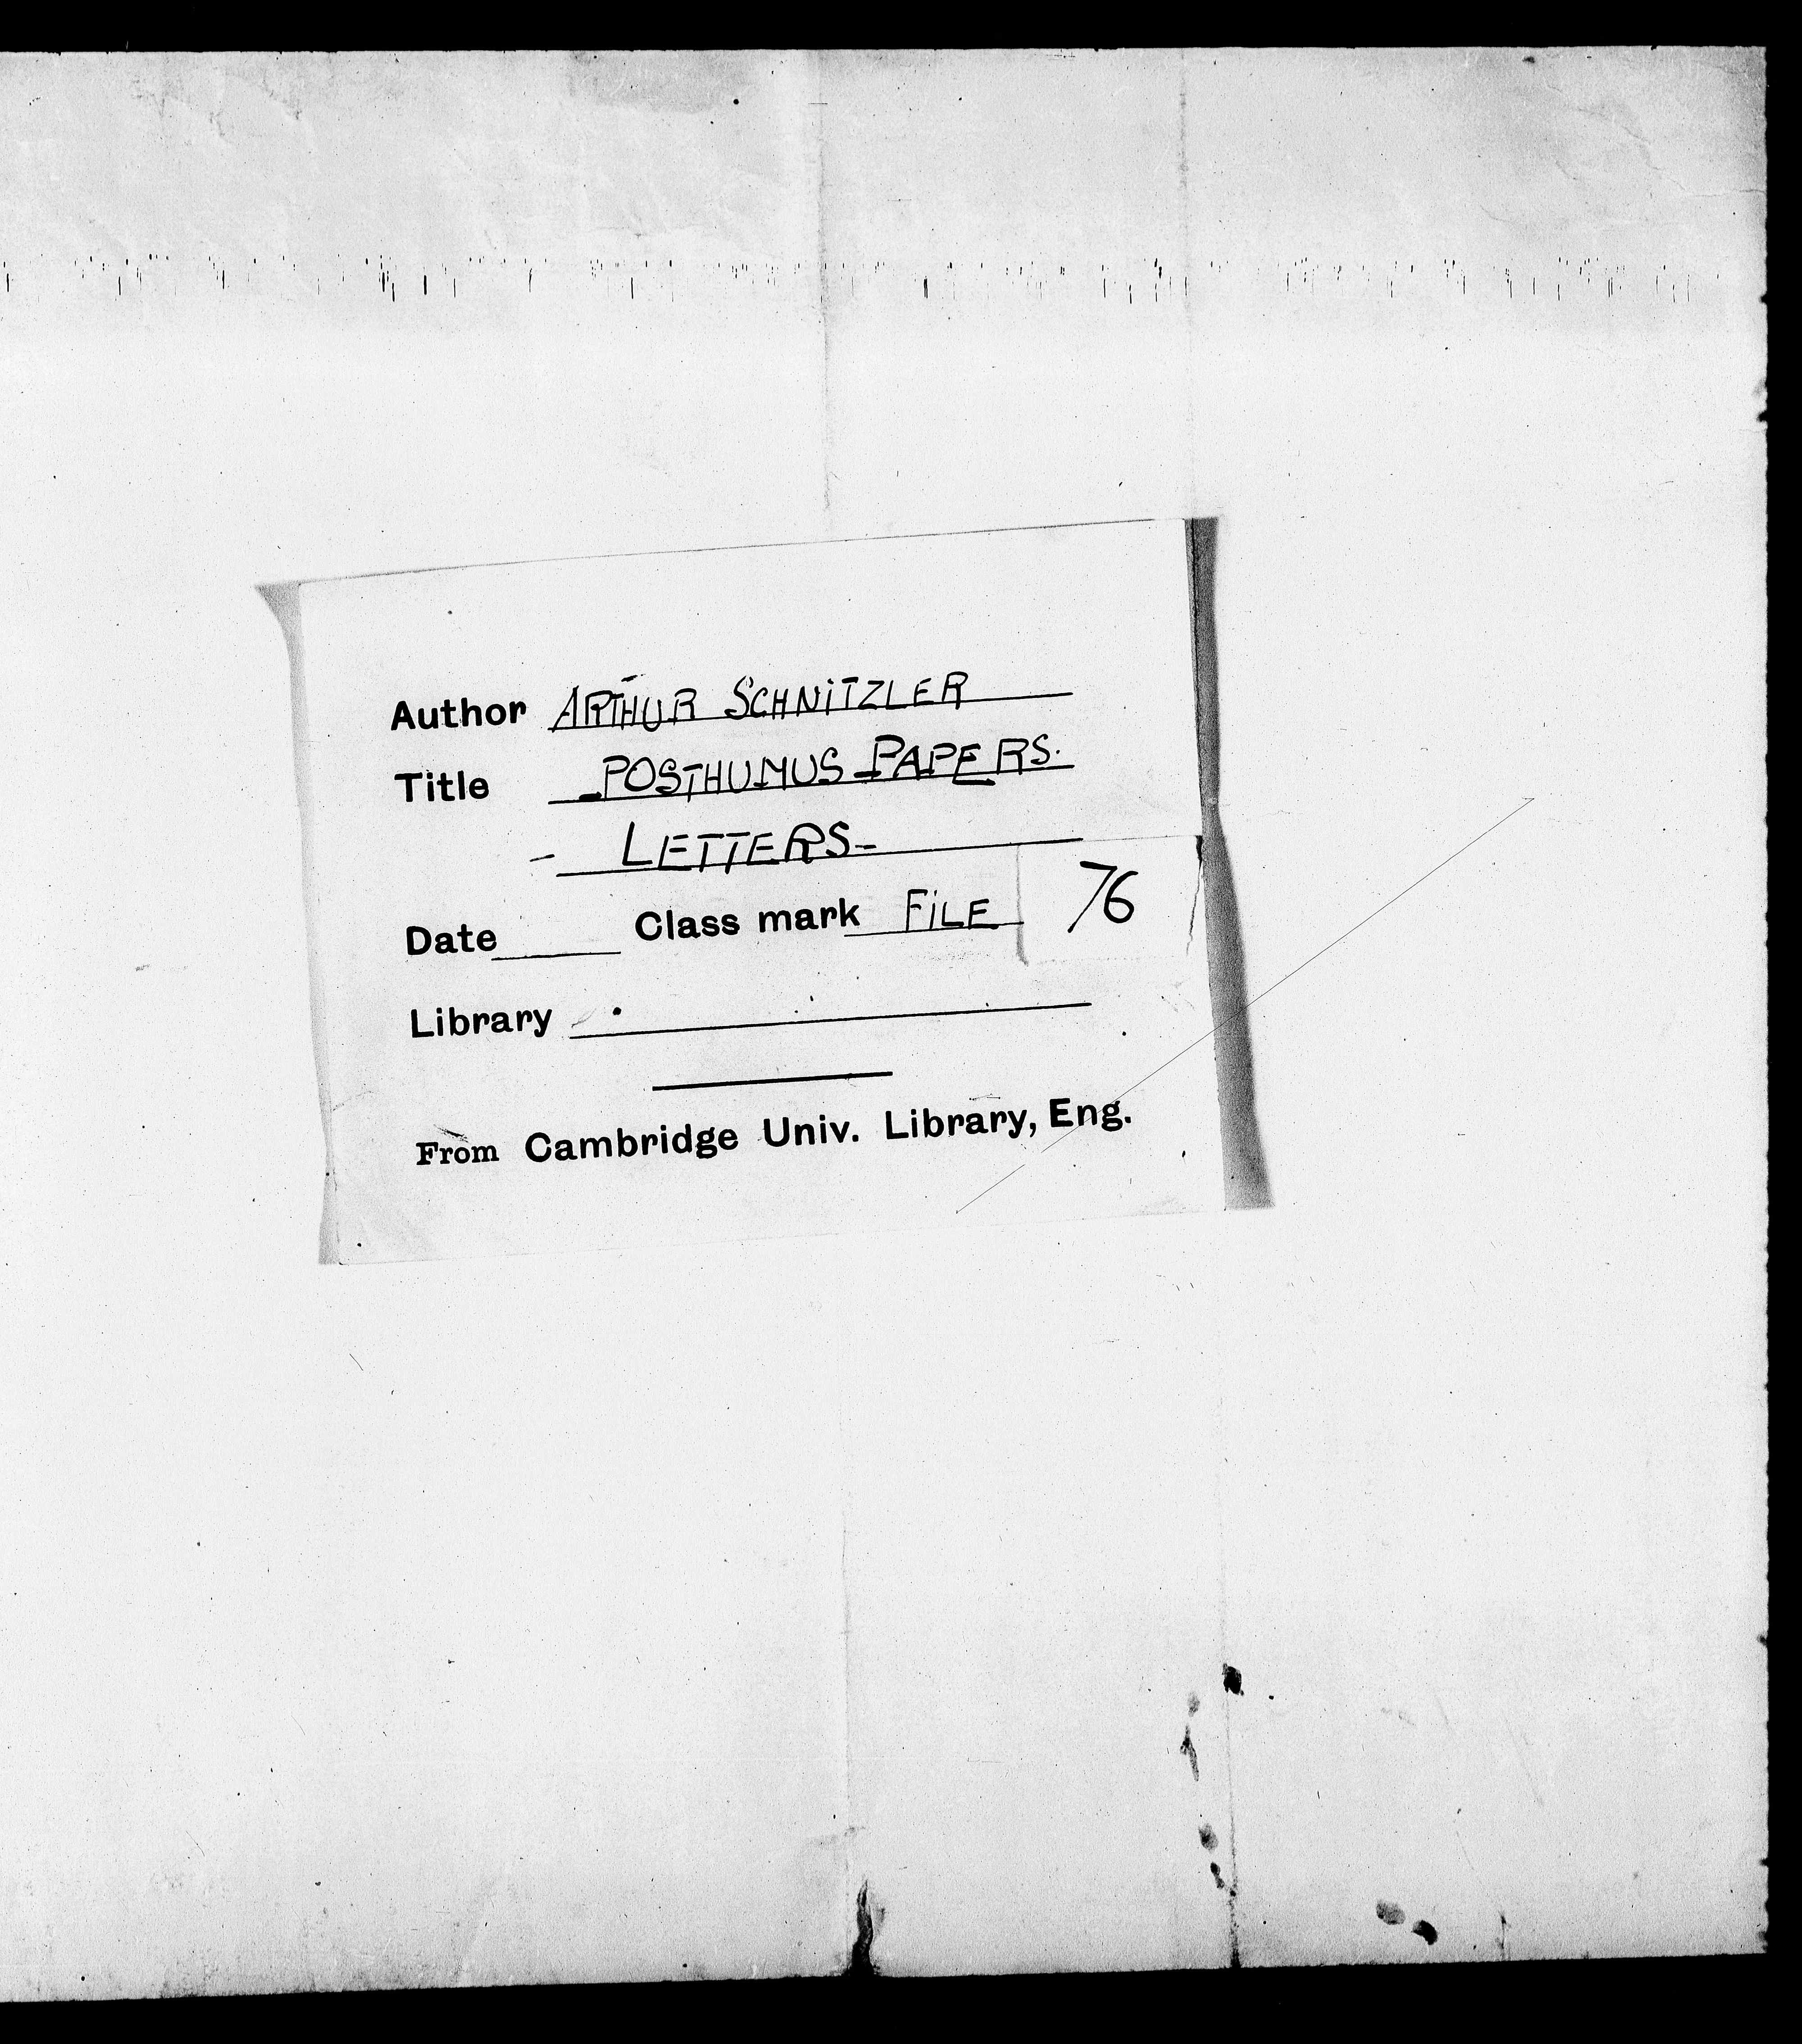 Author ARTHUR SCHNITZLER
Title POSTHUMUS PAPERS.
- LETTERS-
Date Class mark FILE 76
Library
From Cambridge Univ. Library, Eng.